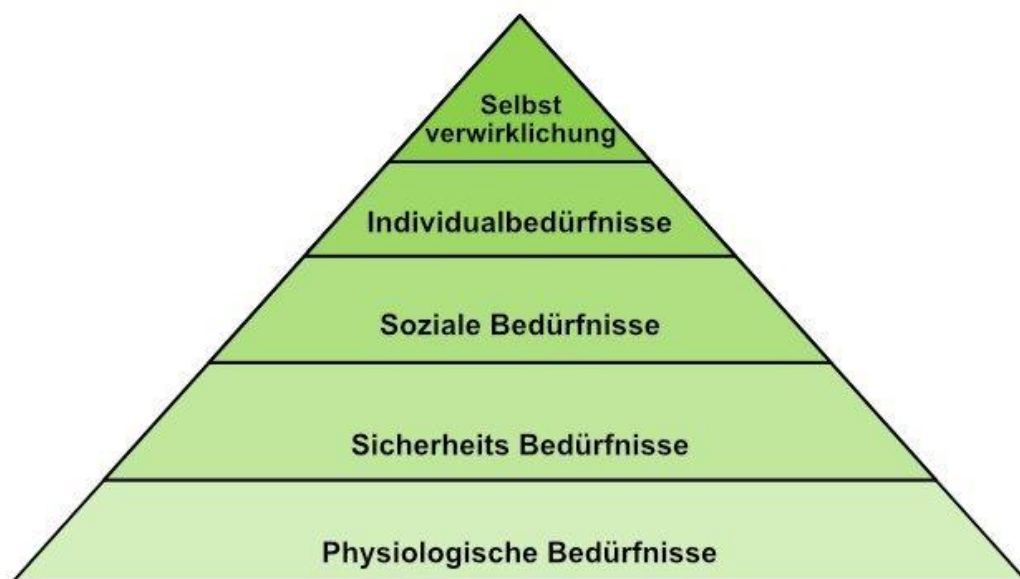 Selbst
verwirklichung
Individualbedürfnisse
Soziale Bedürfnisse
Sicherheits Bedürfnisse
Physiologische Bedürfnisse